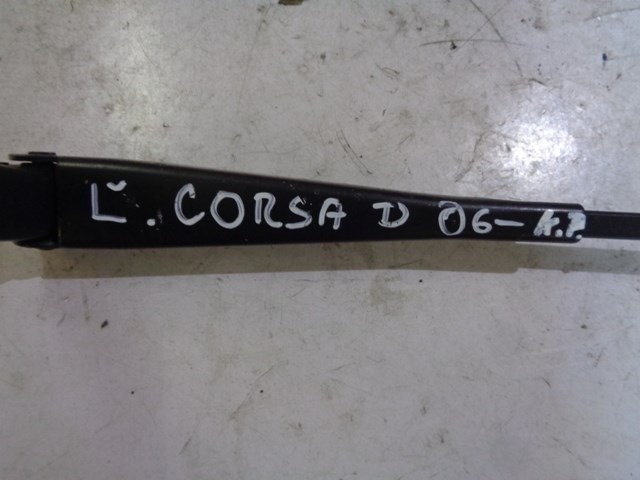 Ľ. CORSA D 06- A.P.